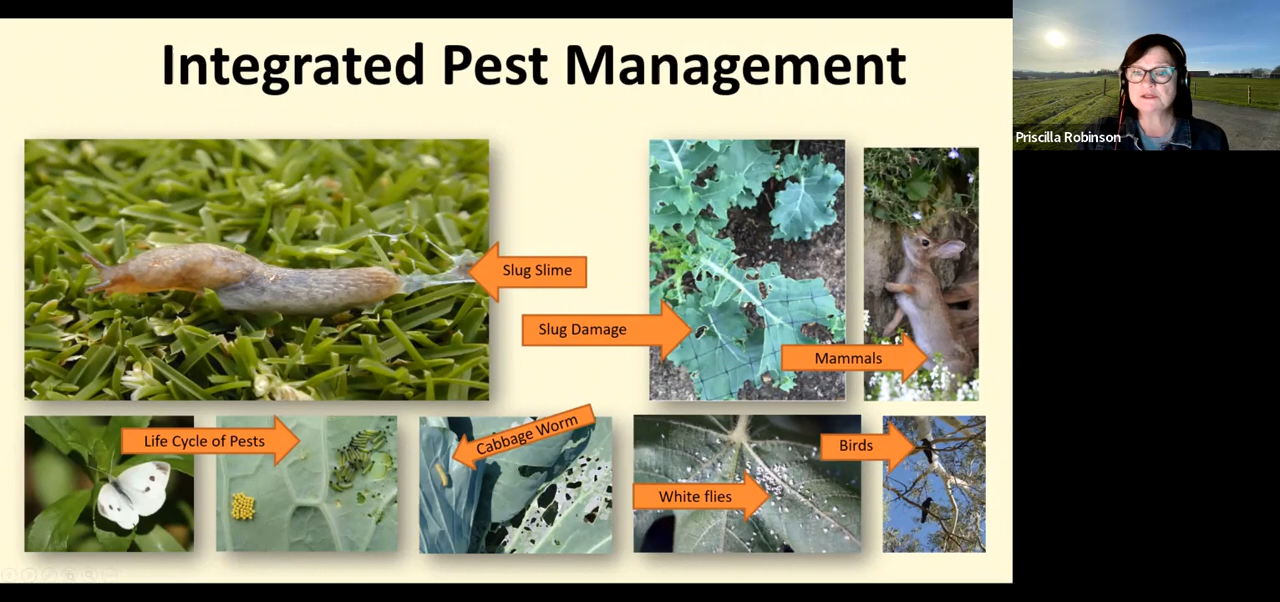 Integrated Pest Management
Priscilla Robinson
Slug Slime
Slug Damage
Mammals
Life Cycle of Pests
Cabbage Worm
Birds
White flies